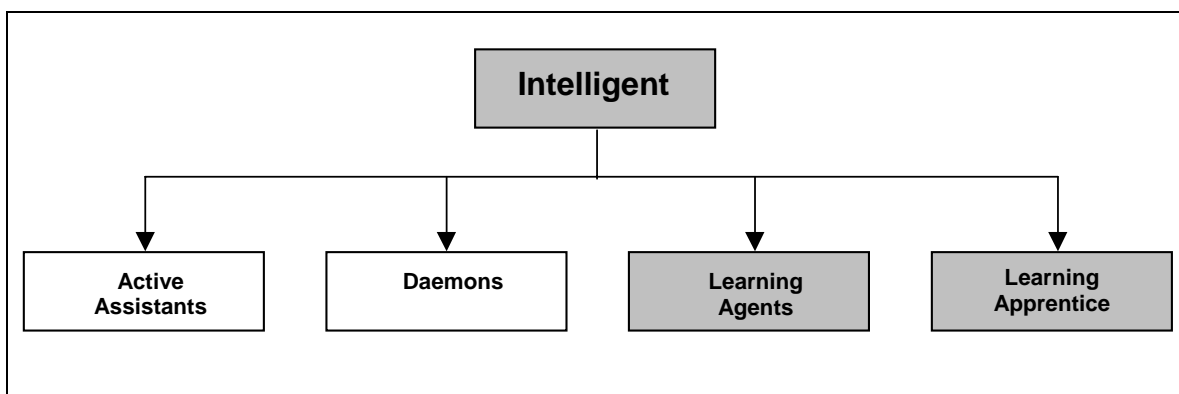 Intelligent
Active
Assistants
Daemons
Learning
Agents
Learning
Apprentice